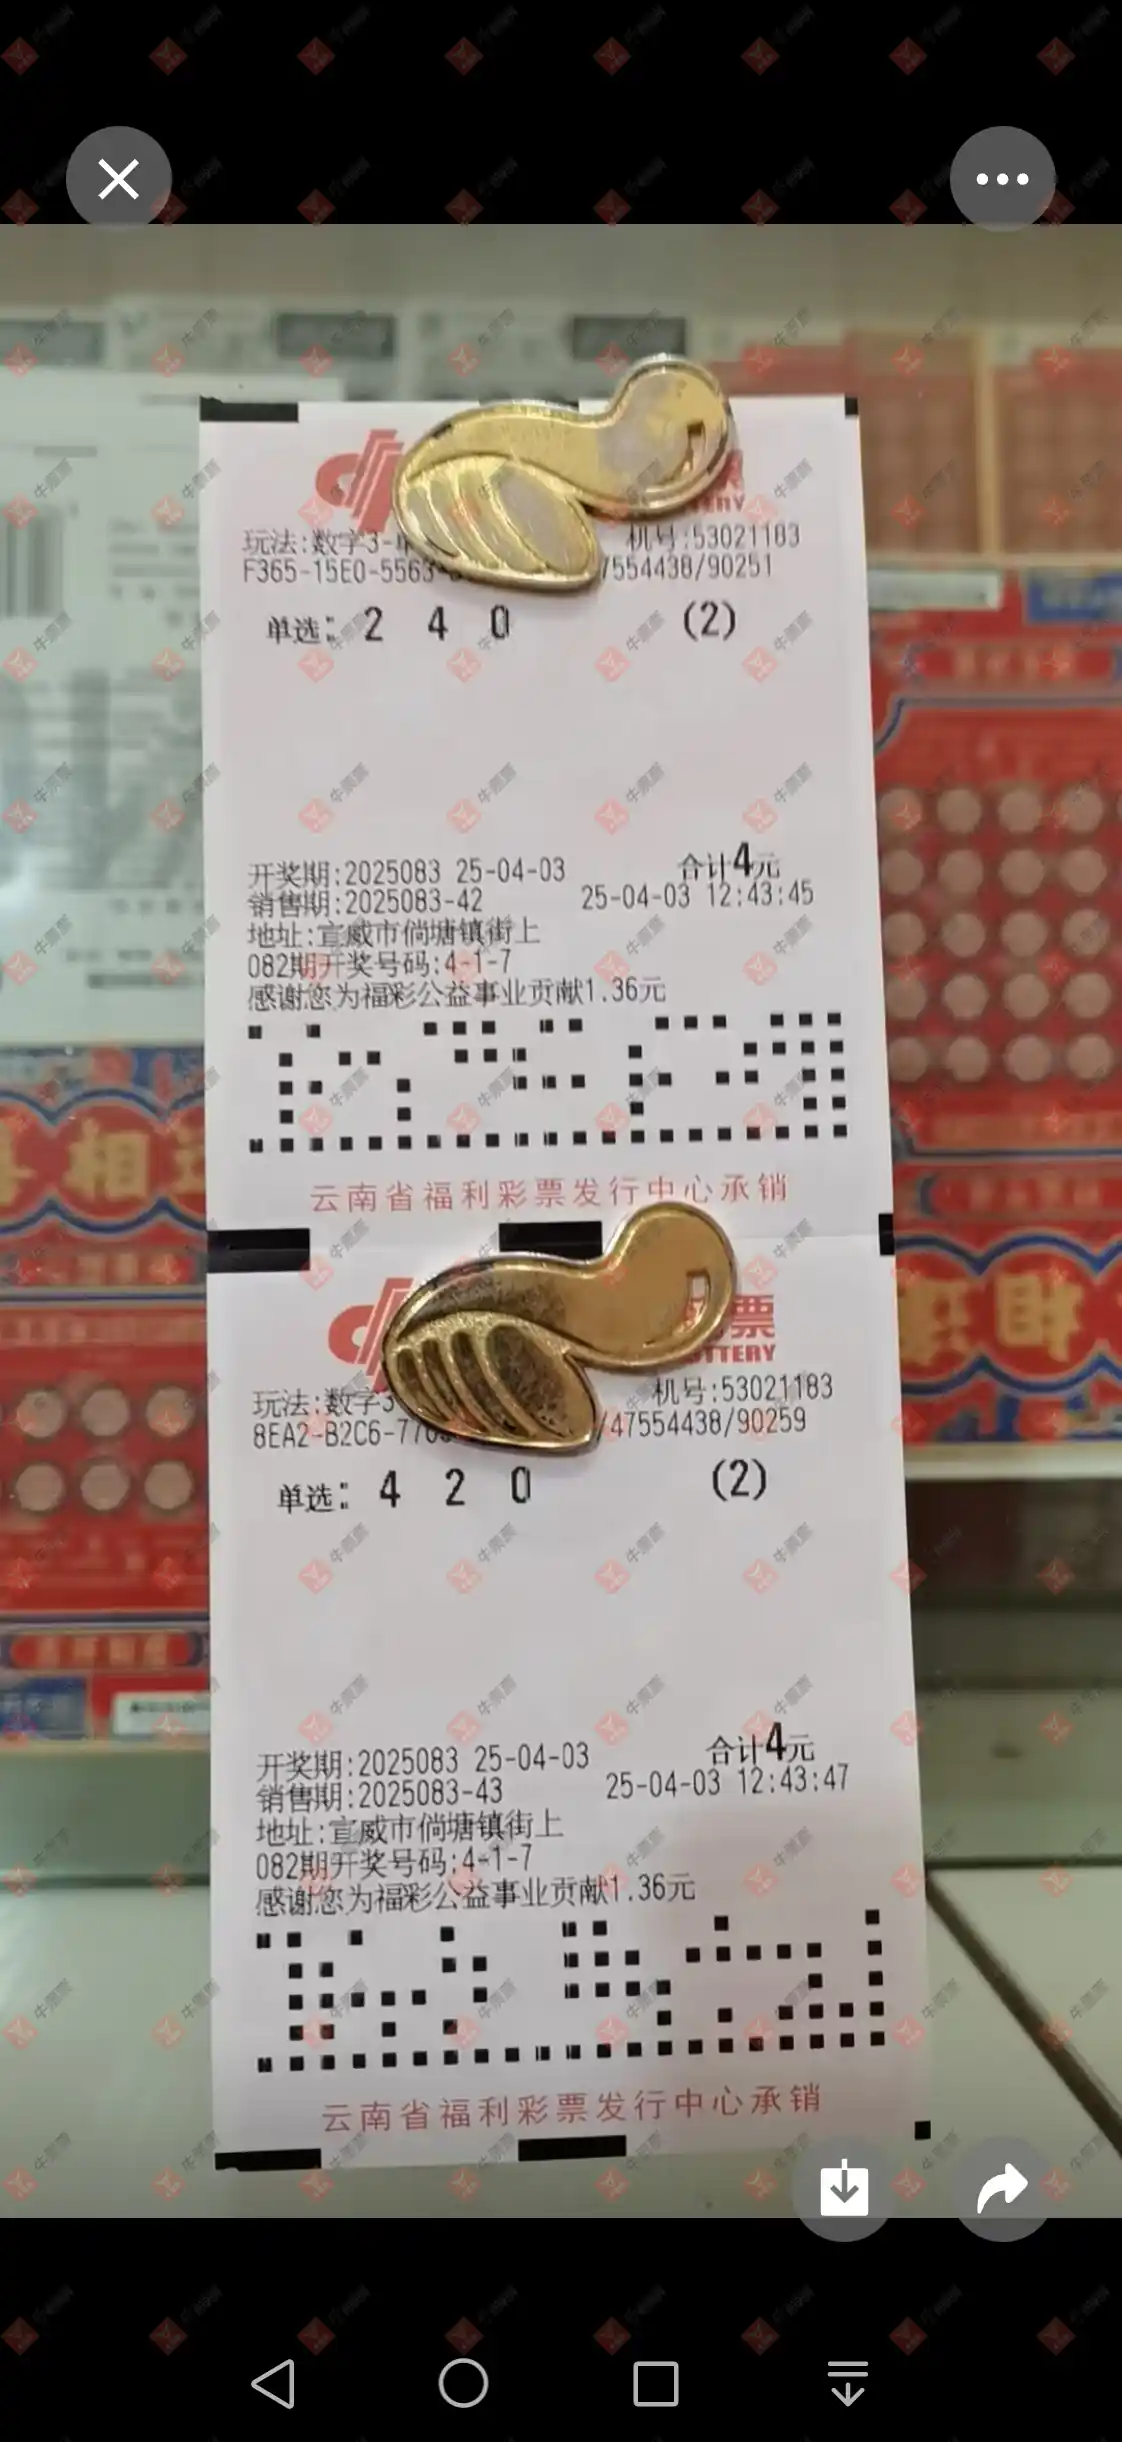 玩法:数字3-单
机号:53021183
F365-15E0-5563-
7554438/90251
单选: 2 4 0 (2)
开奖期:2025083 25-04-03 合计4元
销售期:2025083-42 25-04-03 12:43:45
地址:宣威市倘塘镇街上
082期开奖号码:4-1-7
感谢您为福彩公益事业贡献1.36元
云南省福利彩票发行中心承销
票
OTTERY
玩法:数字3
机号:53021183
8EA2-B2C6-770
/47554438/90259
单选: 4 2 0 (2)
开奖期:2025083 25-04-03 合计4元
销售期:2025083-43 25-04-03 12:43:47
地址:宣威市倘塘镇街上
082期开奖号码:4-1-7
感谢您为福彩公益事业贡献1.36元
云南省福利彩票发行中心承销
牛票票